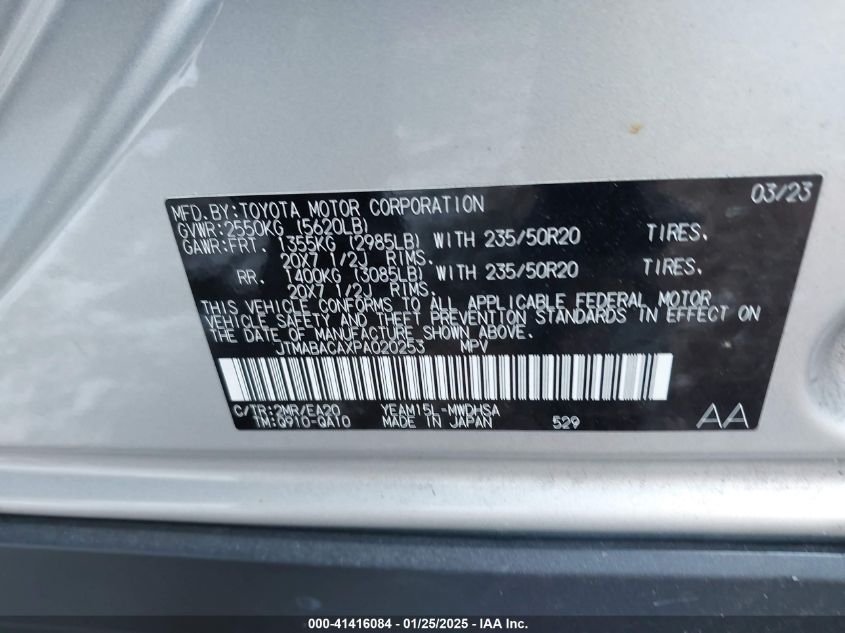 MFD. BY: TOYOTA MOTOR CORPORATION 03/23
GVWR: 2550KG (5620LB)
GAWR: FRT. 1355KG (2985LB) WITH 235/50R20 TIRES.
20X7 1/2J RIMS.
RR. 1400KG (3085LB) WITH 235/50R20 TIRES.
20X7 1/2J RIMS.
THIS VEHICLE CONFORMS TO ALL APPLICABLE FEDERAL MOTOR
VEHICLE SAFETY AND THEFT PREVENTION STANDARDS IN EFFECT ON
THE DATE OF MANUFACTURE SHOWN ABOVE.
JTMABACAXPA020253 MPV
C/TR: 2MR/EA20 YEAM15L-MWDHSA
TM: Q910-QA10 MADE IN JAPAN 529 AA
000-41416084 / 01/25/2025 - IAA Inc.